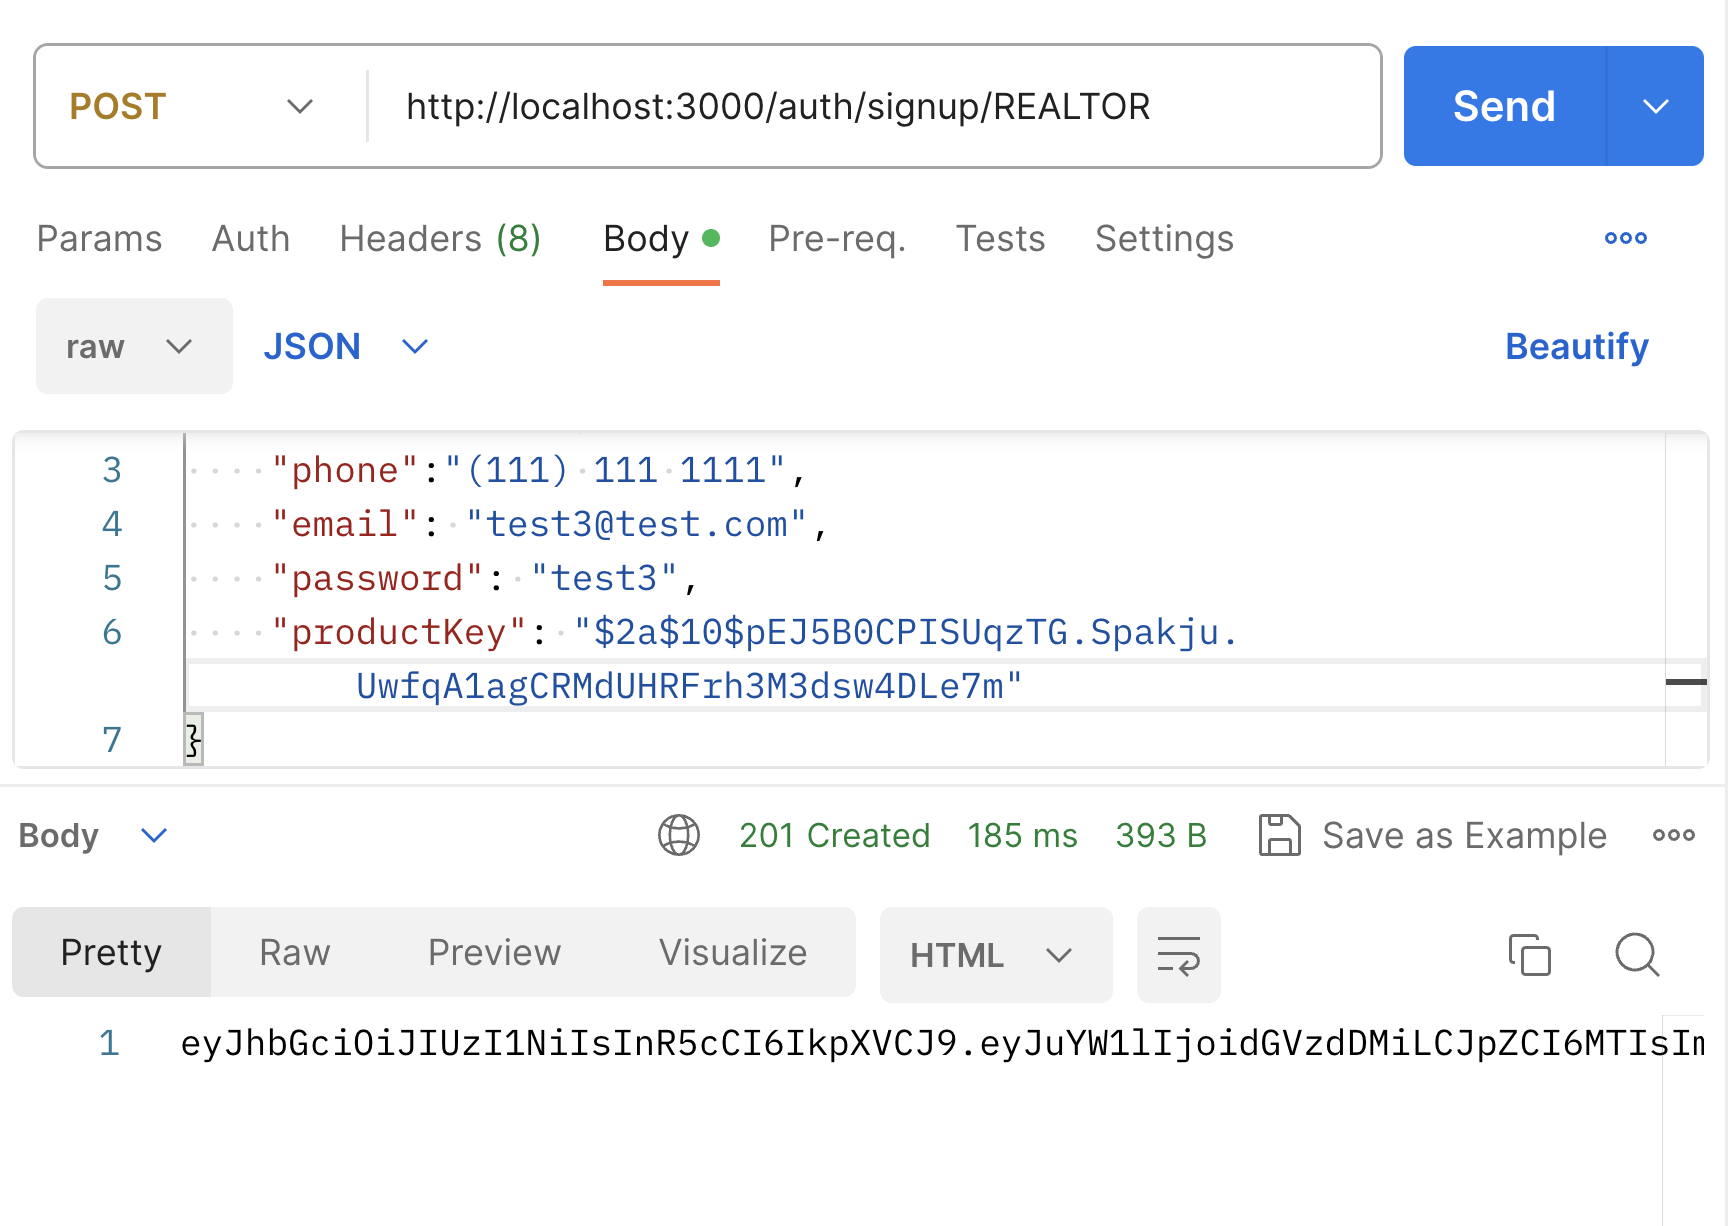 POST http://localhost:3000/auth/signup/REALTOR Send
Params Auth Headers (8) Body Pre-req. Tests Settings
raw JSON Beautify
3 "phone":"(111) 111 1111",
4 "email": "test3@test.com",
5 "password": "test3",
6 "productKey": "$2a$10$pEJ5B0CPISUqzTG.Spakju.
UwfqA1agCRMdUHRFrh3M3dsw4DLe7m"
7 }
Body 201 Created 185 ms 393 B Save as Example
Pretty Raw Preview Visualize HTML
1 eyJhbGciOiJIUzI1NiIsInR5cCI6IkpXVCJ9.eyJuYW1lIjoidGVzdDMiLCJpZCI6MTIsIm